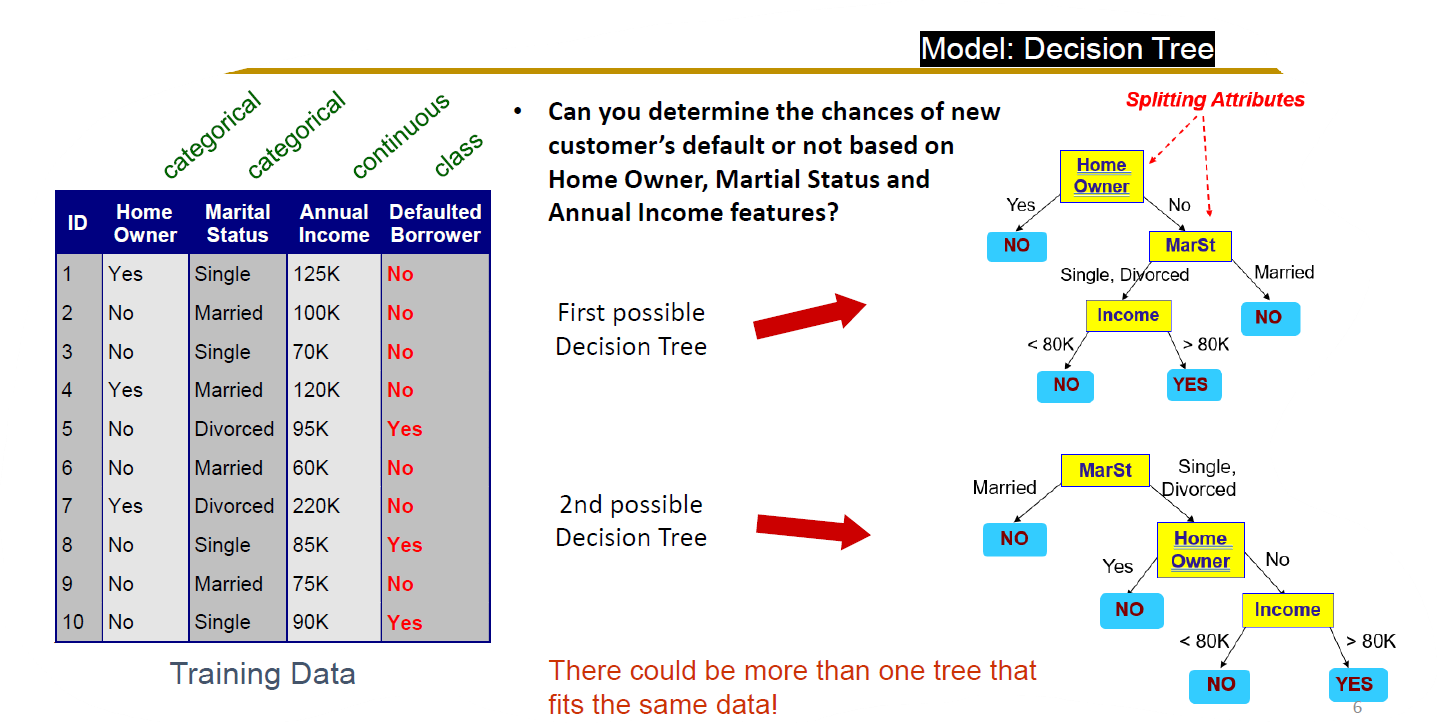 Model: Decision Tree
categorical
categorical
continuous
class
ID Home Owner Marital Status Annual Income Defaulted Borrower
1 Yes Single 125K No
2 No Married 100K No
3 No Single 70K No
4 Yes Married 120K No
5 No Divorced 95K Yes
6 No Married 60K No
7 Yes Divorced 220K No
8 No Single 85K Yes
9 No Married 75K No
10 No Single 90K Yes
Training Data
• Can you determine the chances of new
customer’s default or not based on
Home Owner, Martial Status and
Annual Income features?
First possible
Decision Tree
2nd possible
Decision Tree
There could be more than one tree that
fits the same data!
Splitting Attributes
Home
Owner
Yes No
NO MarSt
Single, Divorced Married
Income NO
< 80K > 80K
NO YES
MarSt
Married Single,
Divorced
NO Home
Owner
Yes No
NO Income
< 80K > 80K
NO YES
6